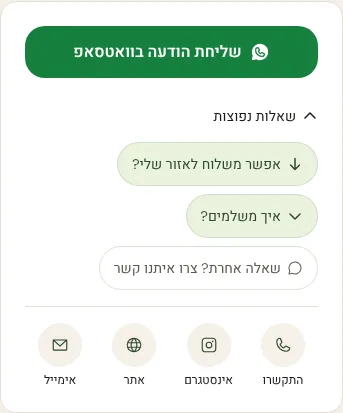 שליחת הודעה בוואטסאפ
שאלות נפוצות
אפשר משלוח לאזור שלי?
איך משלמים?
שאלה אחרת? צרו איתנו קשר
התקשרו
אינסטגרם
אתר
אימייל